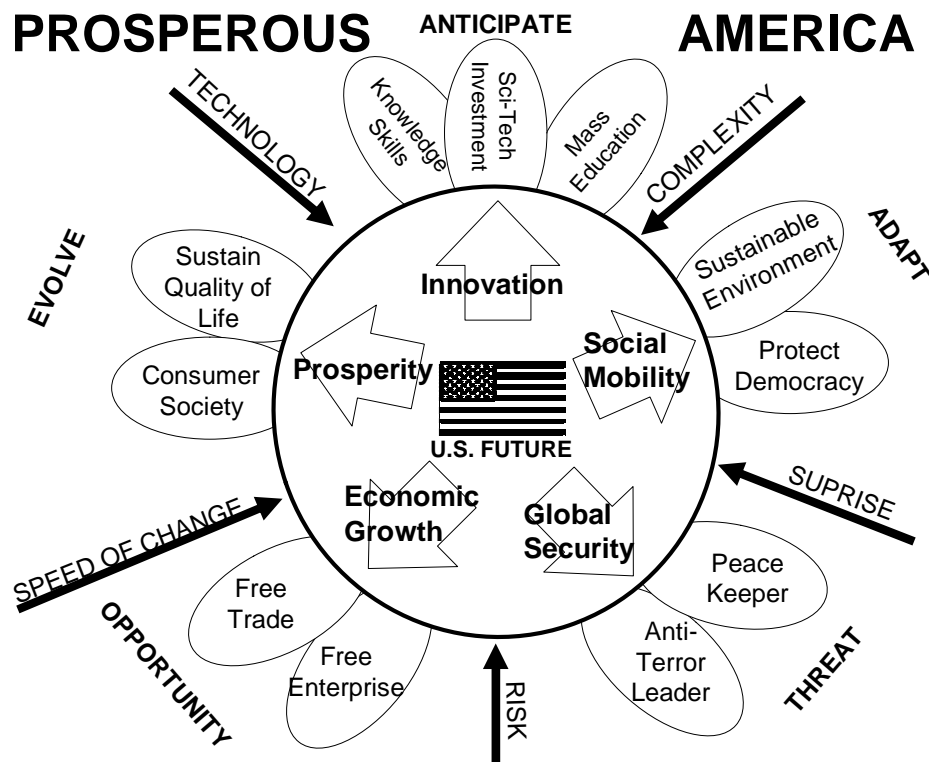 PROSPEROUS
ANTICIPATE
AMERICA
TECHNOLOGY
Knowledge
Skills
Sci-Tech
Investment
Mass
Education
COMPLEXITY
EVOLVE
Sustain
Quality of
Life
Consumer
Society
Innovation
Prosperity
Social
Mobility
U.S. FUTURE
Economic
Growth
Global
Security
Sustainable
Environment
ADAPT
Protect
Democracy
SUPRISE
SPEED OF CHANGE
Free
Trade
OPPORTUNITY
Free
Enterprise
RISK
Peace
Keeper
Anti-
Terror
Leader
THREAT